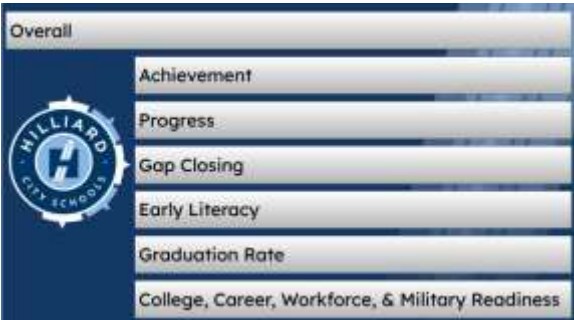 Overall
Achievement
Progress
Gap Closing
Early Literacy
Graduation Rate
College, Career, Workforce, & Military Readiness
HILLIARD
H
CITY SCHOOLS